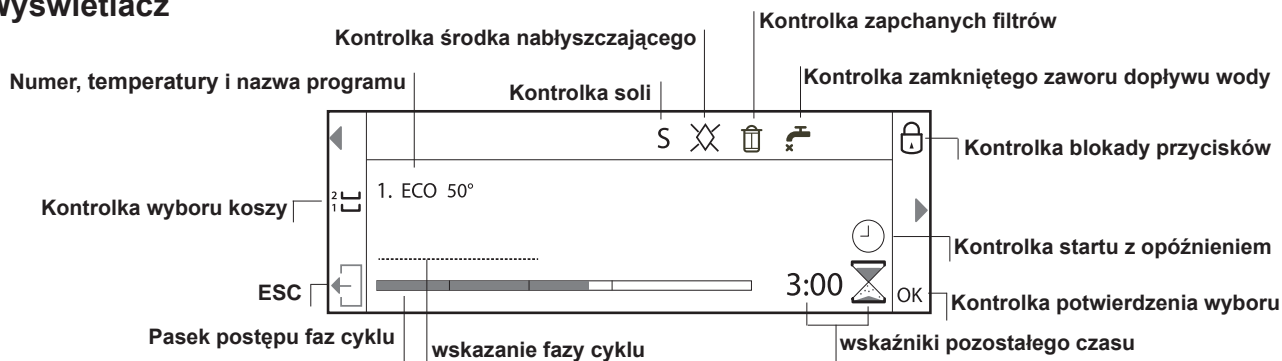 wyświetlacz
Kontrolka zapchanych filtrów
Kontrolka środka nabłyszczającego
Numer, temperatury i nazwa programu
Kontrolka zamkniętego zaworu dopływu wody
Kontrolka soli
S
Kontrolka blokady przycisków
1. ECO 50°
2
1
Kontrolka wyboru koszy
Kontrolka startu z opóźnieniem
ESC
3:00
OK
Kontrolka potwierdzenia wyboru
Pasek postępu faz cyklu
wskazanie fazy cyklu
wskaźniki pozostałego czasu